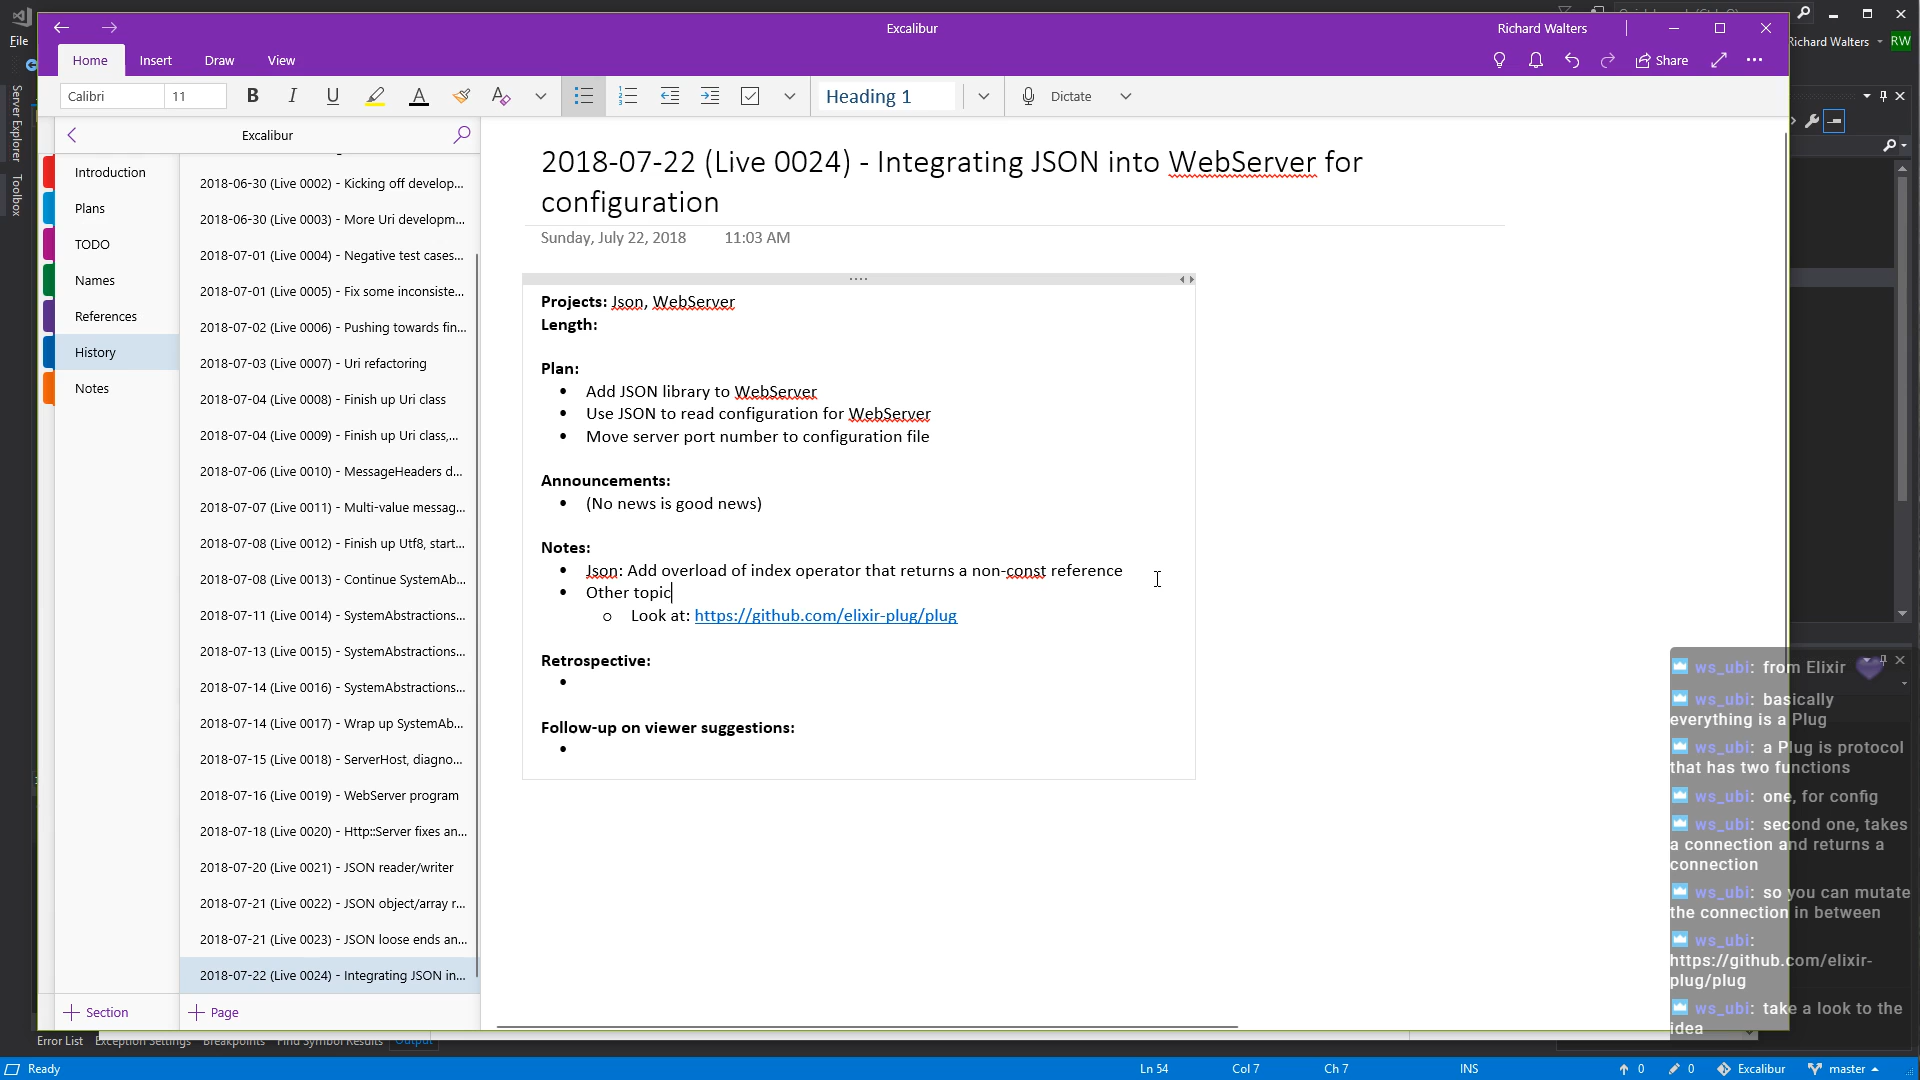 Excalibur
Richard Walters
File
Home
Insert
Draw
View
Share
Richard Walters
RW
Calibri
11
B
I
U
A
Heading 1
Dictate
Server Explorer
Toolbox
Excalibur
Introduction
Plans
TODO
Names
References
History
Notes
2018-06-30 (Live 0002) - Kicking off develop...
2018-06-30 (Live 0003) - More Uri developm...
2018-07-01 (Live 0004) - Negative test cases...
2018-07-01 (Live 0005) - Fix some inconsiste...
2018-07-02 (Live 0006) - Pushing towards fin...
2018-07-03 (Live 0007) - Uri refactoring
2018-07-04 (Live 0008) - Finish up Uri class
2018-07-04 (Live 0009) - Finish up Uri class,...
2018-07-06 (Live 0010) - MessageHeaders d...
2018-07-07 (Live 0011) - Multi-value messag...
2018-07-08 (Live 0012) - Finish up Utf8, start...
2018-07-08 (Live 0013) - Continue SystemAb...
2018-07-11 (Live 0014) - SystemAbstractions...
2018-07-13 (Live 0015) - SystemAbstractions...
2018-07-14 (Live 0016) - SystemAbstractions...
2018-07-14 (Live 0017) - Wrap up SystemAb...
2018-07-15 (Live 0018) - ServerHost, diagno...
2018-07-16 (Live 0019) - WebServer program
2018-07-18 (Live 0020) - Http::Server fixes an...
2018-07-20 (Live 0021) - JSON reader/writer
2018-07-21 (Live 0022) - JSON object/array r...
2018-07-21 (Live 0023) - JSON loose ends an...
2018-07-22 (Live 0024) - Integrating JSON in...
Section
Page
2018-07-22 (Live 0024) - Integrating JSON into WebServer for
configuration
Sunday, July 22, 2018 11:03 AM
Projects: Json, WebServer
Length:
Plan:
• Add JSON library to WebServer
• Use JSON to read configuration for WebServer
• Move server port number to configuration file
Announcements:
• (No news is good news)
Notes:
• Json: Add overload of index operator that returns a non-const reference
• Other topic
o Look at: https://github.com/elixir-plug/plug
Retrospective:
•
Follow-up on viewer suggestions:
•
ws_ubi: from Elixir
ws_ubi: basically
everything is a Plug
ws_ubi: a Plug is protocol
that has two functions
ws_ubi: one, for config
ws_ubi: second one, takes
a connection and returns a
connection
ws_ubi: so you can mutate
the connection in between
ws_ubi:
https://github.com/elixir-
plug/plug
ws_ubi: take a look to the
idea
Error List Exception Settings Breakpoints Find Symbol Results Output
Ready
Ln 54
Col 7
Ch 7
INS
0
0
Excalibur
master